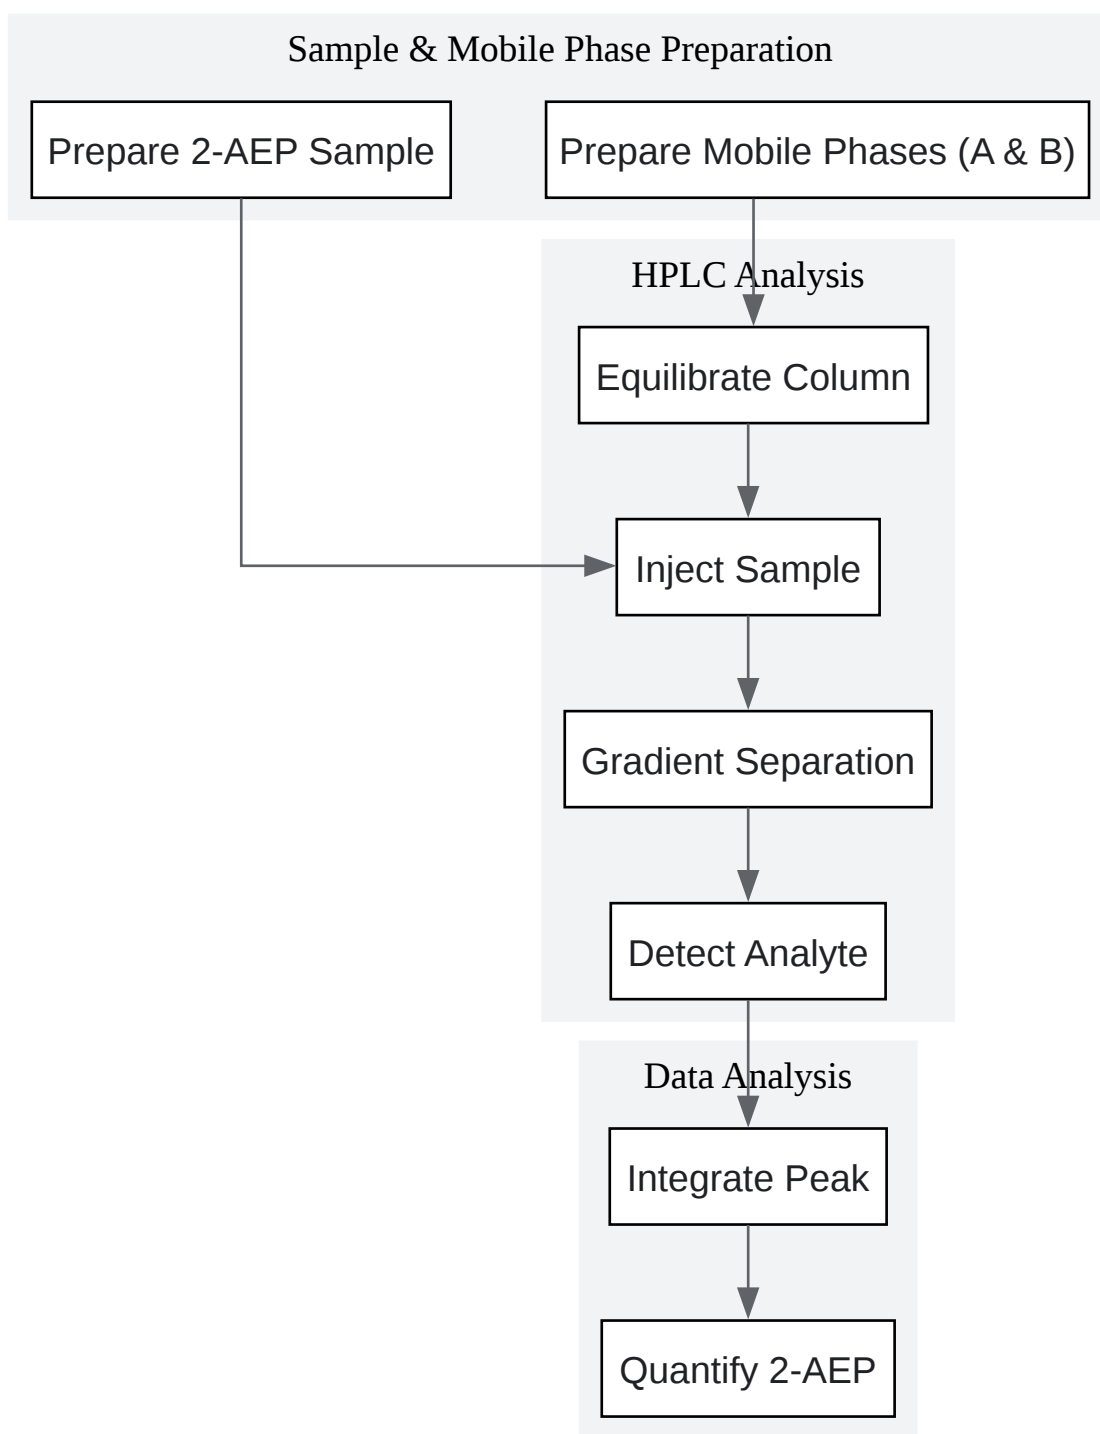 Sample & Mobile Phase Preparation
Prepare 2-AEP Sample
Prepare Mobile Phases (A & B)
HPLC Analysis
Equilibrate Column
Inject Sample
Gradient Separation
Detect Analyte
Data Analysis
Integrate Peak
Quantify 2-AEP